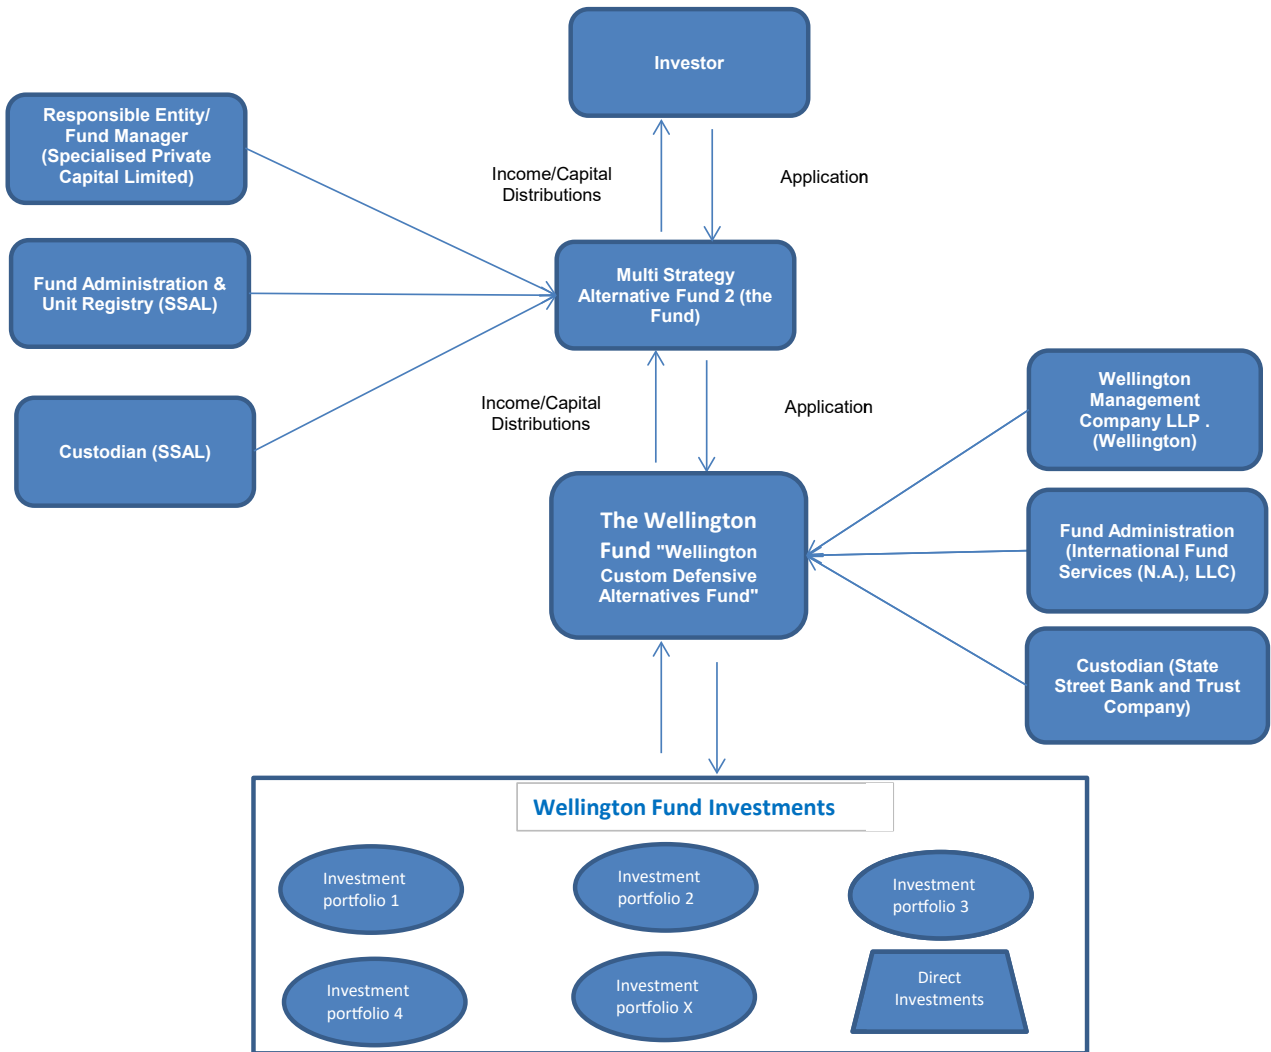 Investor
Responsible Entity/
Fund Manager
(Specialised Private
Capital Limited)
Income/Capital
Distributions
Application
Fund Administration &
Unit Registry (SSAL)
Multi Strategy
Alternative Fund 2 (the
Fund)
Custodian (SSAL)
Income/Capital
Distributions
Application
Wellington
Management
Company LLP .
(Wellington)
The Wellington
Fund "Wellington
Custom Defensive
Alternatives Fund"
Fund Administration
(International Fund
Services (N.A.), LLC)
Custodian (State
Street Bank and Trust
Company)
Wellington Fund Investments
Investment
portfolio 1
Investment
portfolio 2
Investment
portfolio 3
Investment
portfolio 4
Investment
portfolio X
Direct
Investments